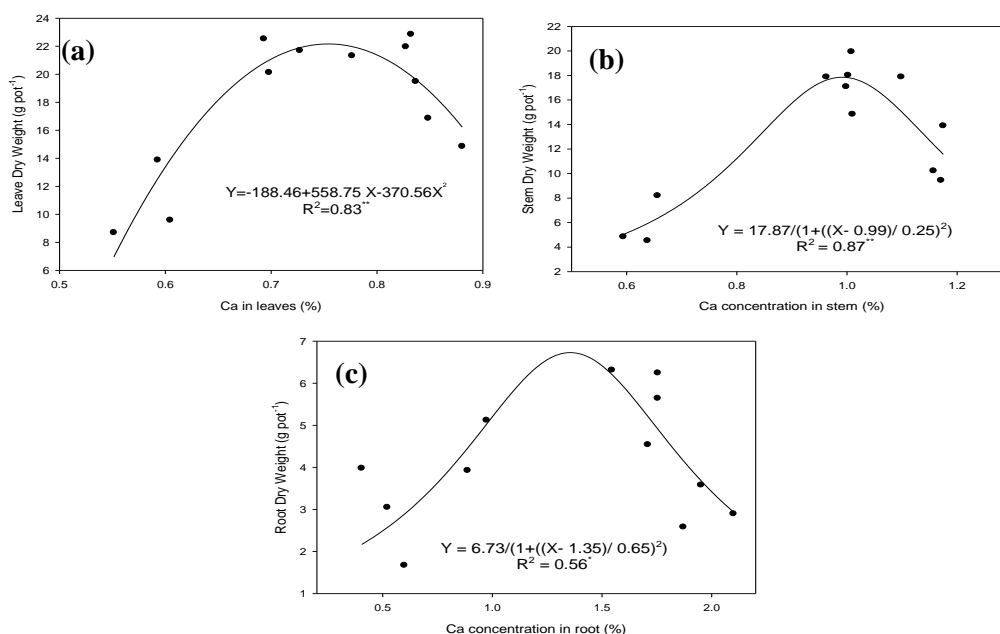 (a)
Leave Dry Weight (g pot⁻¹)
24
22
20
18
16
14
12
10
8
6
Y=-188.46+558.75 X-370.56X²
R²=0.83**
0.5 0.6 0.7 0.8 0.9
Ca in leaves (%)
(b)
Stem Dry Weight (g pot⁻¹)
22
20
18
16
14
12
10
8
6
4
2
Y = 17.87/(1+((X- 0.99)/ 0.25)²)
R² = 0.87**
0.6 0.8 1.0 1.2
Ca concentration in stem (%)
(c)
Root Dry Weight (g pot⁻¹)
7
6
5
4
3
2
1
Y = 6.73/(1+((X- 1.35)/ 0.65)²)
R² = 0.56*
0.5 1.0 1.5 2.0
Ca concentration in root (%)